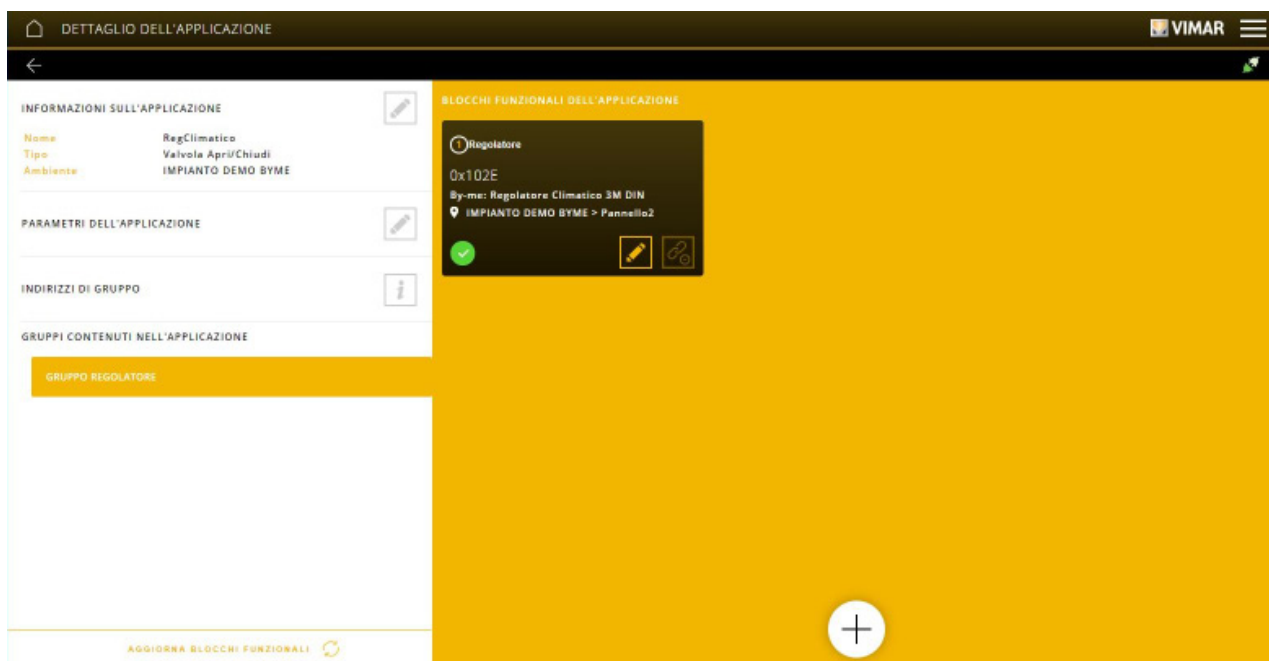 DETTAGLIO DELL'APPLICAZIONE
VIMAR
INFORMAZIONI SULL'APPLICAZIONE
Nome RegClimatico
Tipo Valvola Apri/Chiudi
Ambiente IMPIANTO DEMO BYME
PARAMETRI DELL'APPLICAZIONE
INDIRIZZI DI GRUPPO
i
GRUPPI CONTENUTI NELL'APPLICAZIONE
GRUPPO REGOLATORE
AGGIORNA BLOCCHI FUNZIONALI
BLOCCHI FUNZIONALI DELL'APPLICAZIONE
1 Regolatore
0x102E
By-me: Regolatore Climatico 3M DIN
IMPIANTO DEMO BYME > Pannello2